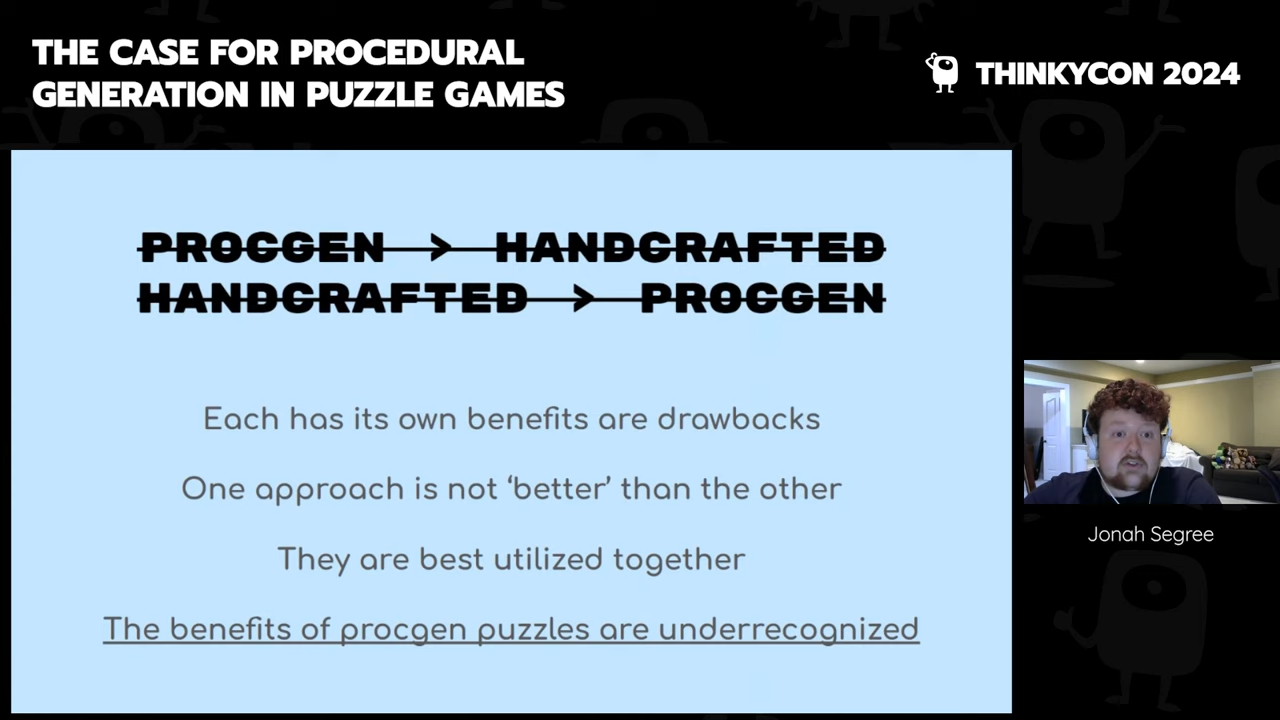 THE CASE FOR PROCEDURAL
GENERATION IN PUZZLE GAMES
THINKYCON 2024
PROCGEN > HANDCRAFTED
HANDCRAFTED > PROCGEN
Each has its own benefits are drawbacks
One approach is not ‘better’ than the other
They are best utilized together
The benefits of procgen puzzles are underrecognized
Jonah Segree